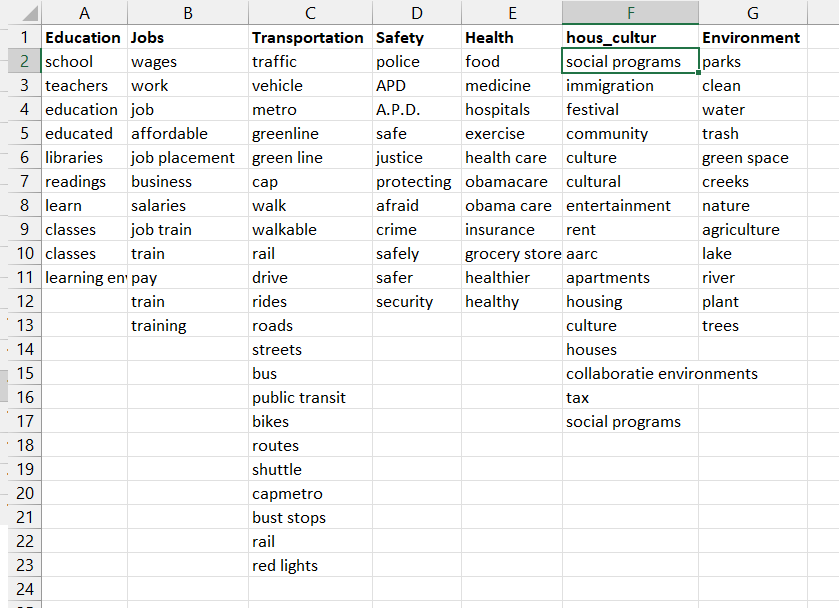 A B C D E F G
1 Education Jobs Transportation Safety Health hous_cultur Environment
2 school wages traffic police food social programs parks
3 teachers work vehicle APD medicine immigration clean
4 education job metro A.P.D. hospitals festival water
5 educated affordable greenline safe exercise community trash
6 libraries job placement green line justice health care culture green space
7 readings business cap protecting obamacare cultural creeks
8 learn salaries walk afraid obama care entertainment nature
9 classes job train walkable crime insurance rent agriculture
10 classes train rail safely grocery store aarc lake
11 learning en pay drive safer healthier apartments river
12 train rides security healthy housing plant
13 training roads culture trees
14 streets houses
15 bus collaboratie environments
16 public transit tax
17 bikes social programs
18 routes
19 shuttle
20 capmetro
21 bust stops
22 rail
23 red lights
24